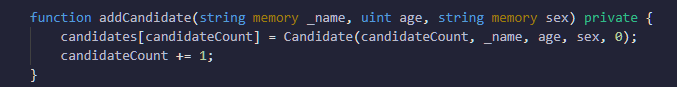 function addCandidate(string memory _name, uint age, string memory sex) private {
    candidates[candidateCount] = Candidate(candidateCount, _name, age, sex, 0);
    candidateCount += 1;
}